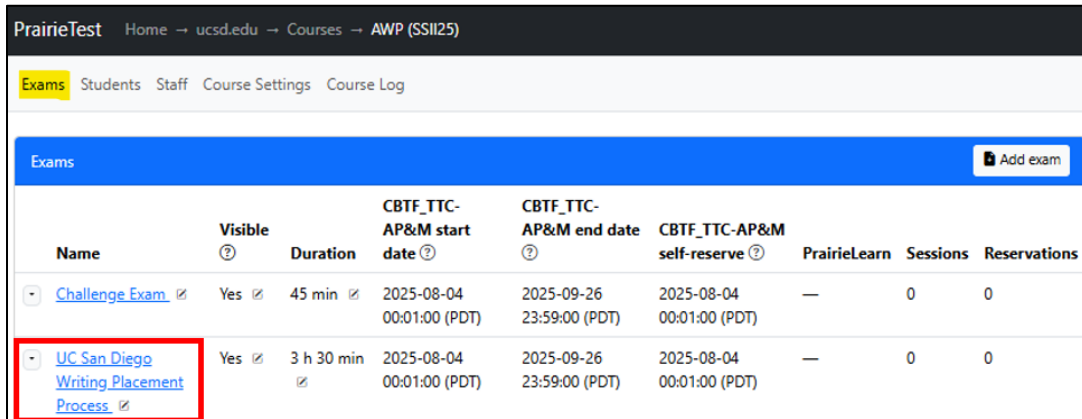 PrairieTest Home → ucsd.edu → Courses → AWP (SSII25)
Exams Students Staff Course Settings Course Log
Exams Add exam
CBTF_TTC- CBTF_TTC-
Visible AP&M start AP&M end date CBTF_TTC-AP&M
Name ? Duration date ? ? self-reserve ? PrairieLearn Sessions Reservations
Challenge Exam Yes 45 min 2025-08-04 2025-09-26 2025-08-04 — 0 0
00:01:00 (PDT) 23:59:00 (PDT) 00:01:00 (PDT)
UC San Diego Yes 3 h 30 min 2025-08-04 2025-09-26 2025-08-04 — 0 0
Writing Placement 00:01:00 (PDT) 23:59:00 (PDT) 00:01:00 (PDT)
Process